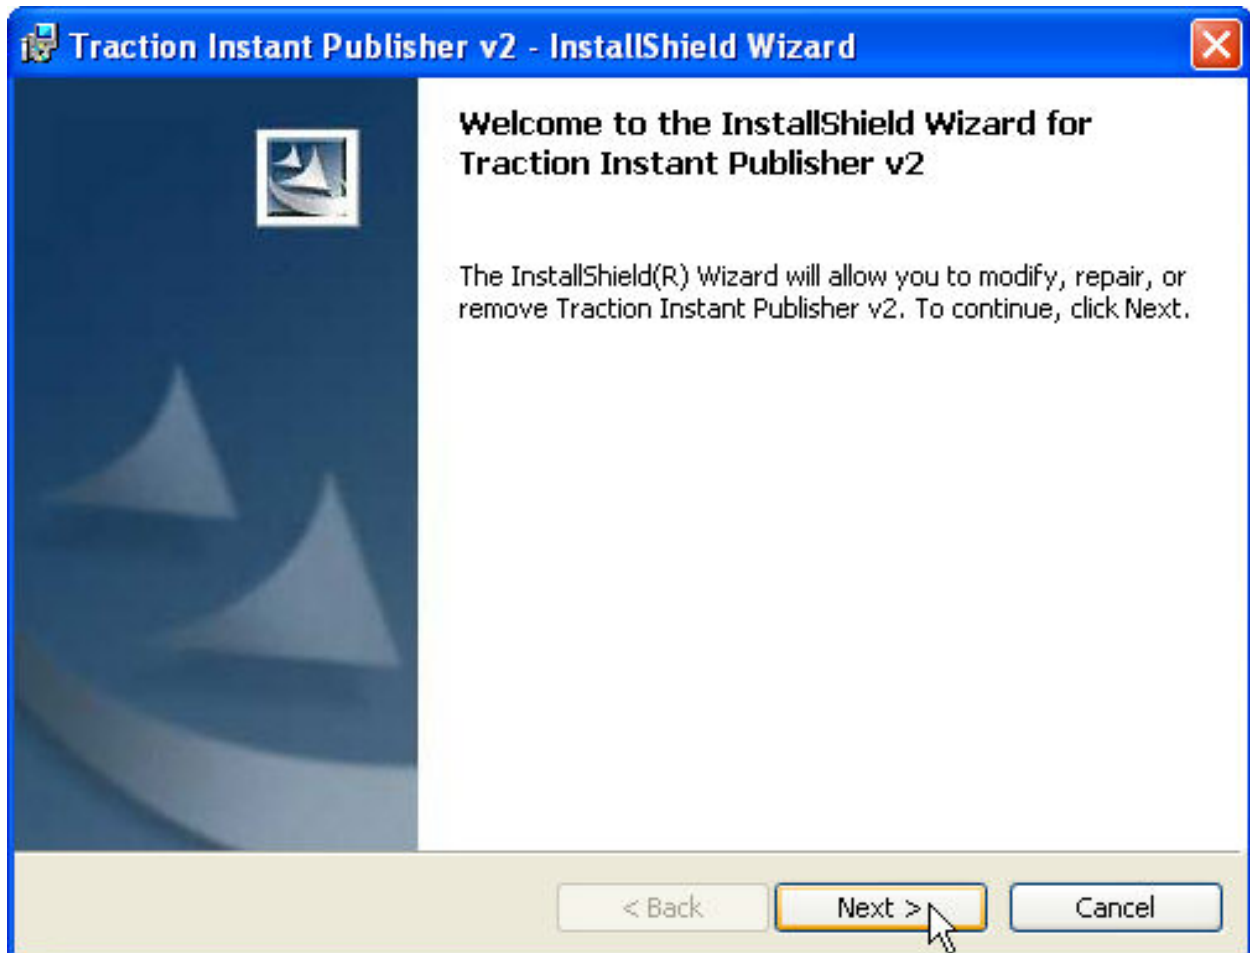 Traction Instant Publisher v2 - InstallShield Wizard
Welcome to the InstallShield Wizard for
Traction Instant Publisher v2
The InstallShield(R) Wizard will allow you to modify, repair, or
remove Traction Instant Publisher v2. To continue, click Next.
< Back
Next >
Cancel